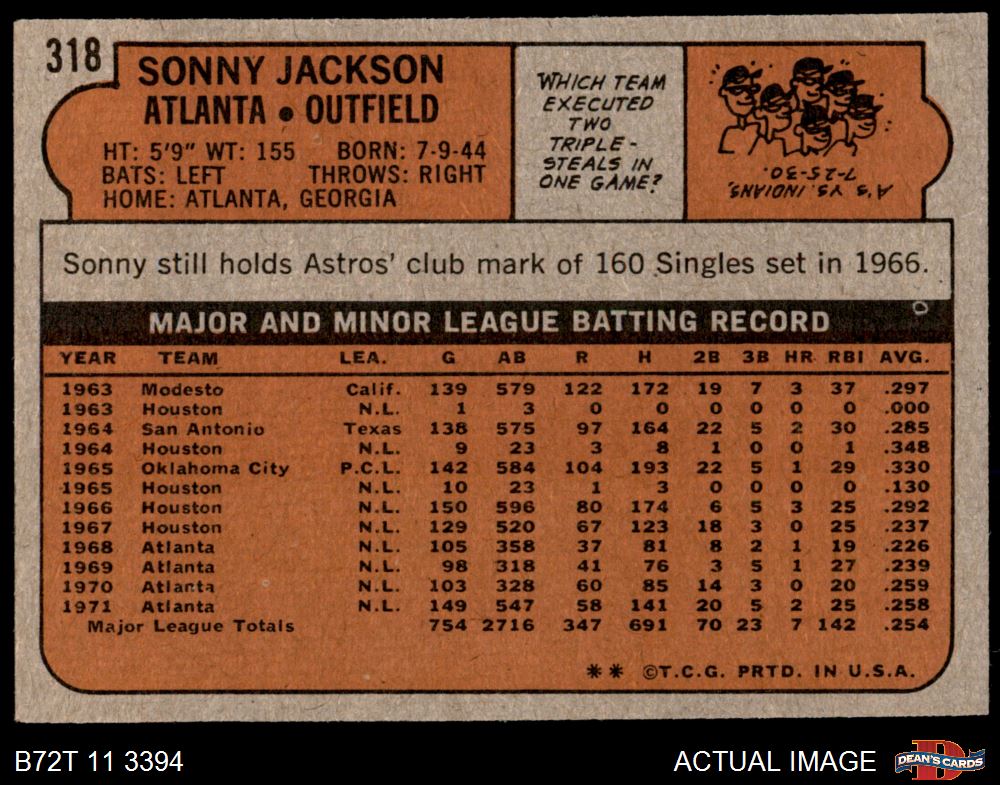 318
SONNY JACKSON
ATLANTA • OUTFIELD
HT: 5'9" WT: 155 BORN: 7-9-44
BATS: LEFT THROWS: RIGHT
HOME: ATLANTA, GEORGIA
WHICH TEAM
EXECUTED
TWO
TRIPLE-
STEALS IN
ONE GAME?
A'S VS. INDIANS,
7-25-30.
Sonny still holds Astros' club mark of 160 Singles set in 1966.
MAJOR AND MINOR LEAGUE BATTING RECORD
YEAR TEAM LEA. G AB R H 2B 3B HR RBI AVG.
1963 Modesto Calif. 139 579 122 172 19 7 3 37 .297
1963 Houston N.L. 1 3 0 0 0 0 0 0 .000
1964 San Antonio Texas 138 575 97 164 22 5 2 30 .285
1964 Houston N.L. 9 23 3 8 1 0 0 1 .348
1965 Oklahoma City P.C.L. 142 584 104 193 22 5 1 29 .330
1965 Houston N.L. 10 23 1 3 0 0 0 0 .130
1966 Houston N.L. 150 596 80 174 6 5 3 25 .292
1967 Houston N.L. 129 520 67 123 18 3 0 25 .237
1968 Atlanta N.L. 105 358 37 81 8 2 1 19 .226
1969 Atlanta N.L. 98 318 41 76 3 5 1 27 .239
1970 Atlanta N.L. 103 328 60 85 14 3 0 20 .259
1971 Atlanta N.L. 149 547 58 141 20 5 2 25 .258
Major League Totals 754 2716 347 691 70 23 7 142 .254
** ©T.C.G. PRTD. IN U.S.A.
B72T 11 3394 ACTUAL IMAGE DEAN'S CARDS